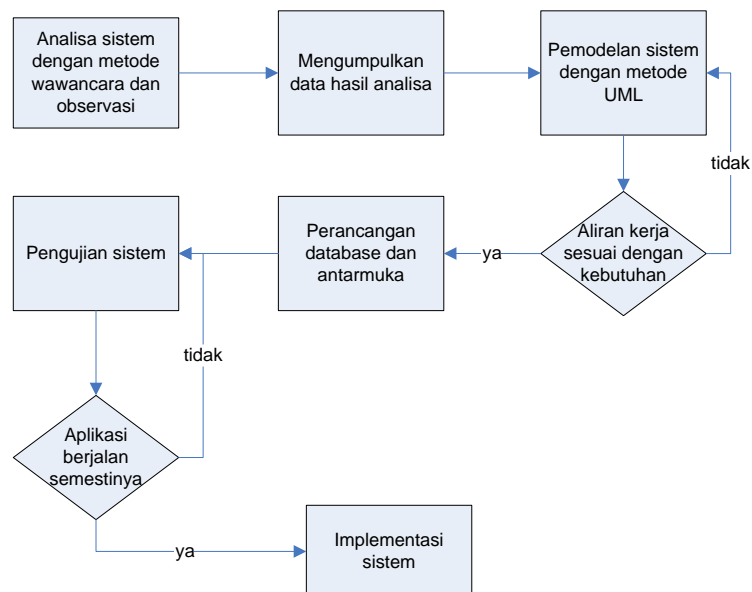 Analisa sistem
dengan metode
wawancara dan
observasi
Mengumpulkan
data hasil analisa
Pemodelan sistem
dengan metode
UML
tidak
Aliran kerja
sesuai dengan
kebutuhan
ya
Perancangan
database dan
antarmuka
Pengujian sistem
tidak
Aplikasi
berjalan
semestinya
ya
Implementasi
sistem